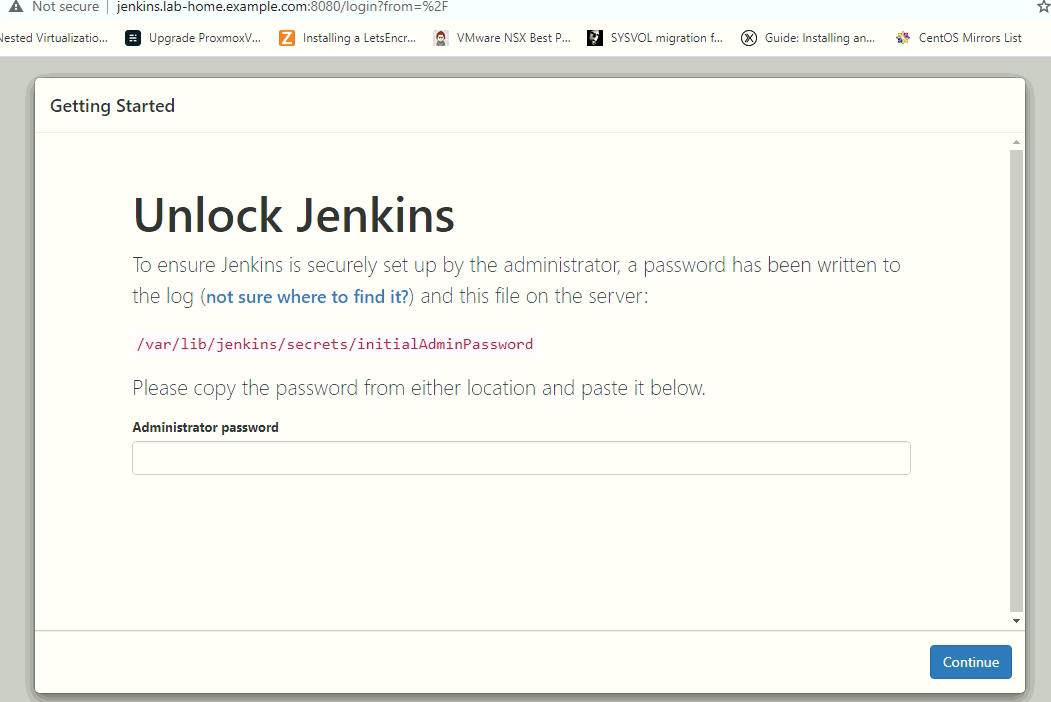 Not secure | jenkins.lab-home.example.com:8080/login?from=%2F
Nested Virtualizatio... Upgrade ProxmoxV... Installing a LetsEncr... VMware NSX Best P... SYSVOL migration f... Guide: Installing an... CentOS Mirrors List
Getting Started
Unlock Jenkins
To ensure Jenkins is securely set up by the administrator, a password has been written to
the log (not sure where to find it?) and this file on the server:
/var/lib/jenkins/secrets/initialAdminPassword
Please copy the password from either location and paste it below.
Administrator password
Continue